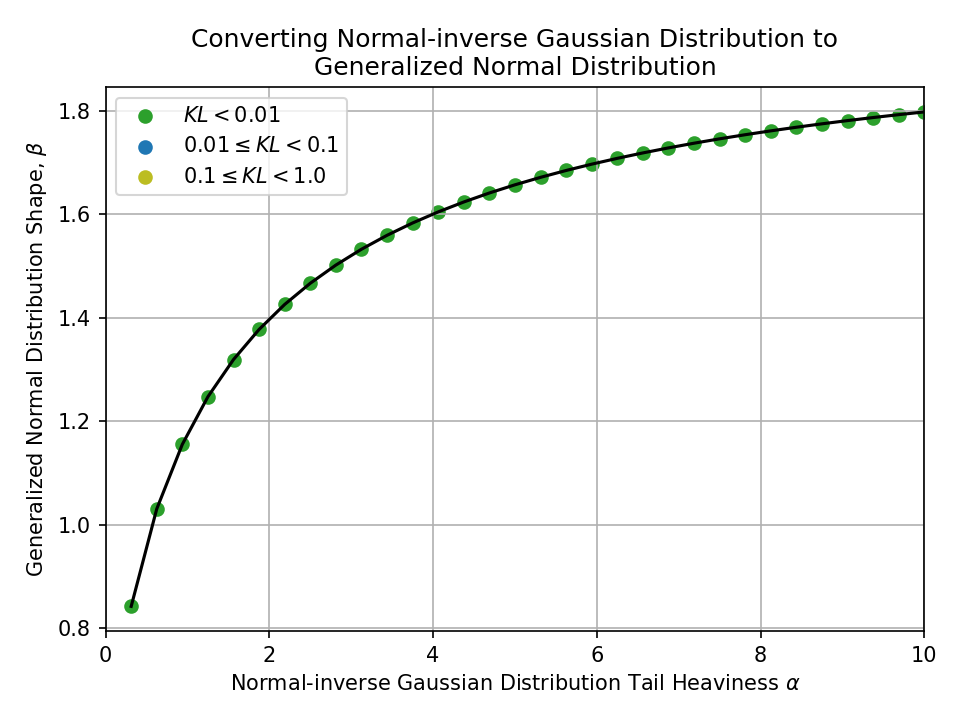 Converting Normal-inverse Gaussian Distribution to
Generalized Normal Distribution
KL < 0.01
0.01 ≤ KL < 0.1
0.1 ≤ KL < 1.0
Generalized Normal Distribution Shape, β
1.8
1.6
1.4
1.2
1.0
0.8
0 2 4 6 8 10
Normal-inverse Gaussian Distribution Tail Heaviness α